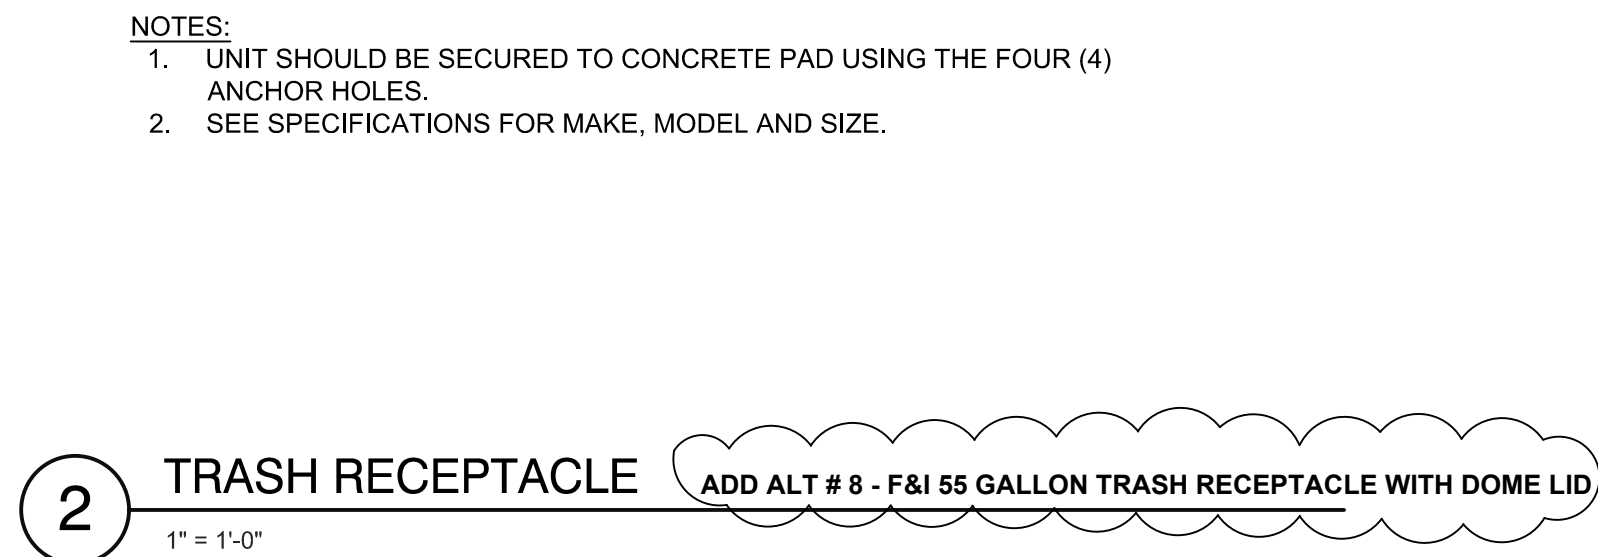 NOTES:
1. UNIT SHOULD BE SECURED TO CONCRETE PAD USING THE FOUR (4)
ANCHOR HOLES.
2. SEE SPECIFICATIONS FOR MAKE, MODEL AND SIZE.
2
TRASH RECEPTACLE
ADD ALT # 8 - F&I 55 GALLON TRASH RECEPTACLE WITH DOME LID
1" = 1'-0"